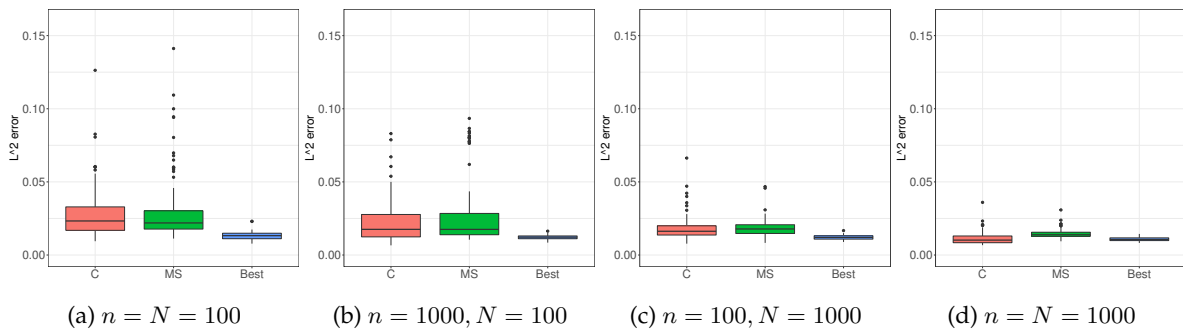 0.15
0.10
0.05
0.00
L^2 error
C MS Best
(a) n = N = 100
0.15
0.10
0.05
0.00
L^2 error
C MS Best
(b) n = 1000, N = 100
0.15
0.10
0.05
0.00
L^2 error
C MS Best
(c) n = 100, N = 1000
0.15
0.10
0.05
0.00
L^2 error
C MS Best
(d) n = N = 1000